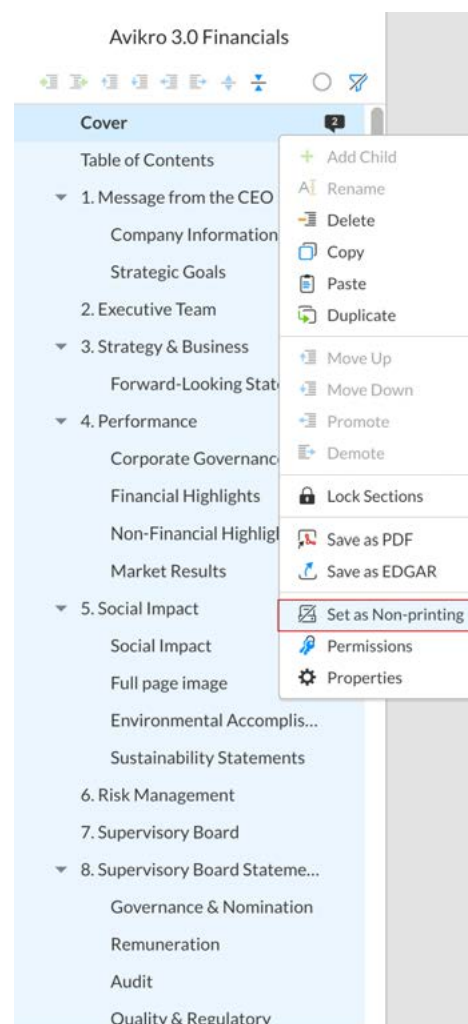 Avikro 3.0 Financials
Cover
2
Table of Contents
1. Message from the CEO
Company Information
Strategic Goals
2. Executive Team
3. Strategy & Business
Forward-Looking Stat
4. Performance
Corporate Governanc
Financial Highlights
Non-Financial Highligh
Market Results
5. Social Impact
Social Impact
Full page image
Environmental Accomplis...
Sustainability Statements
6. Risk Management
7. Supervisory Board
8. Supervisory Board Stateme...
Governance & Nomination
Remuneration
Audit
Quality & Regulatory
Add Child
Rename
Delete
Copy
Paste
Duplicate
Move Up
Move Down
Promote
Demote
Lock Sections
Save as PDF
Save as EDGAR
Set as Non-printing
Permissions
Properties